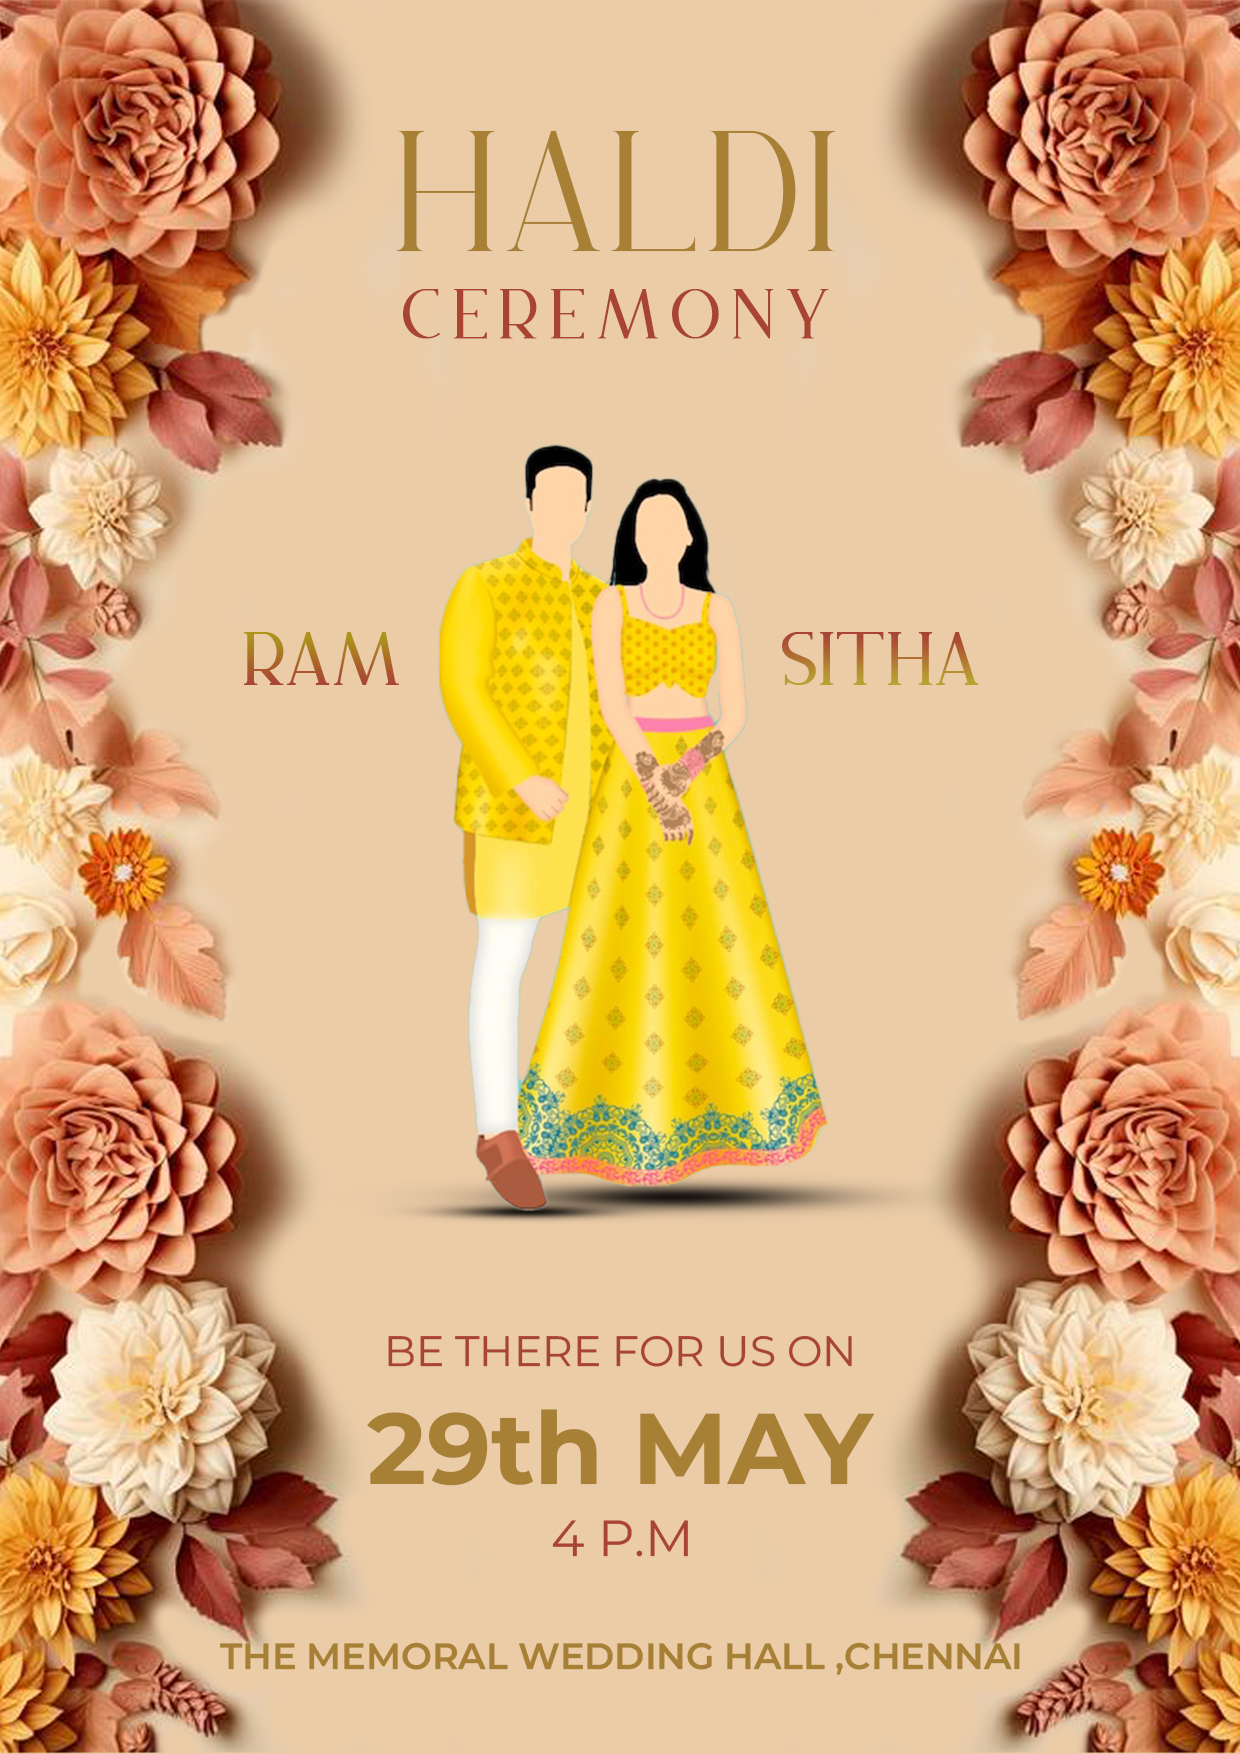 HALDI
CEREMONY
RAM
SITHA
BE THERE FOR US ON
29th MAY
4 P.M
THE MEMORAL WEDDING HALL ,CHENNAI